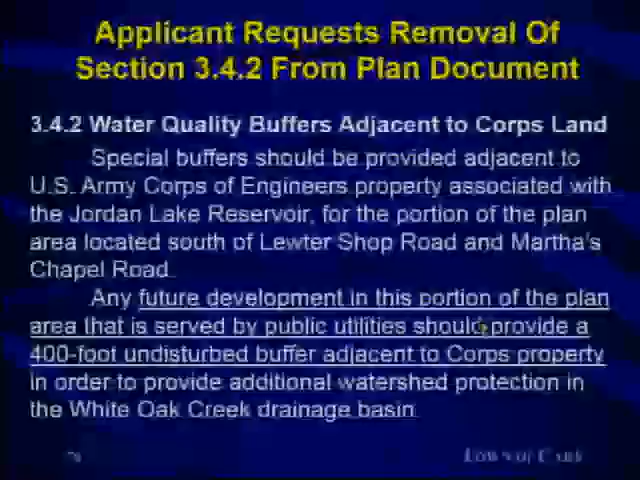 Applicant Requests Removal Of
Section 3.4.2 From Plan Document
3.4.2 Water Quality Buffers Adjacent to Corps Land
Special buffers should be provided adjacent to
U.S. Army Corps of Engineers property associated with
the Jordan Lake Reservoir, for the portion of the plan
area located south of Lewter Shop Road and Martha's
Chapel Road.
Any future development in this portion of the plan
area that is served by public utilities should provide a
400-foot undisturbed buffer adjacent to Corps property
in order to provide additional watershed protection in
the White Oak Creek drainage basin.
Town of